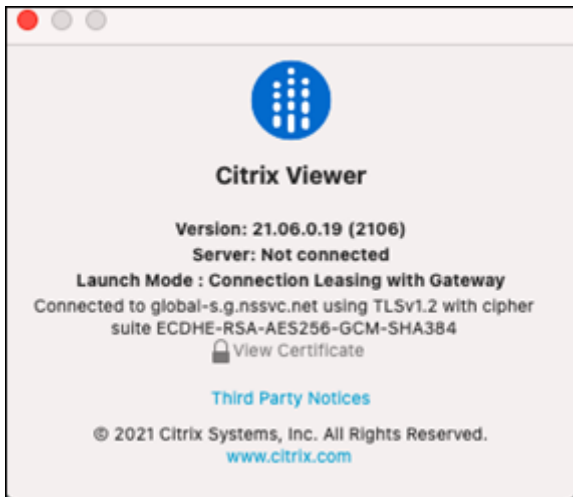 Citrix Viewer
Version: 21.06.0.19 (2106)
Server: Not connected
Launch Mode : Connection Leasing with Gateway
Connected to global-s.g.nssvc.net using TLSv1.2 with cipher
suite ECDHE-RSA-AES256-GCM-SHA384
View Certificate
Third Party Notices
© 2021 Citrix Systems, Inc. All Rights Reserved.
www.citrix.com